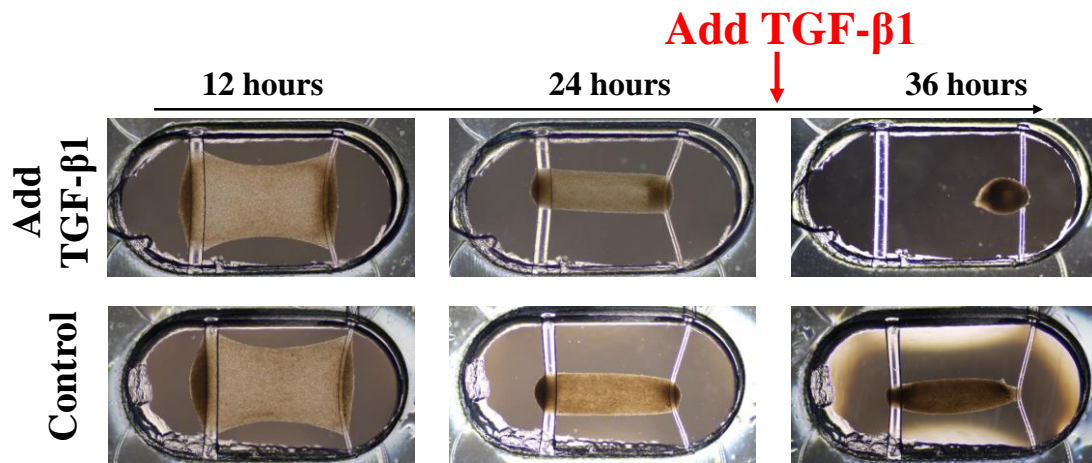 Add TGF-β1
12 hours
24 hours
36 hours
Add
TGF-β1
Control